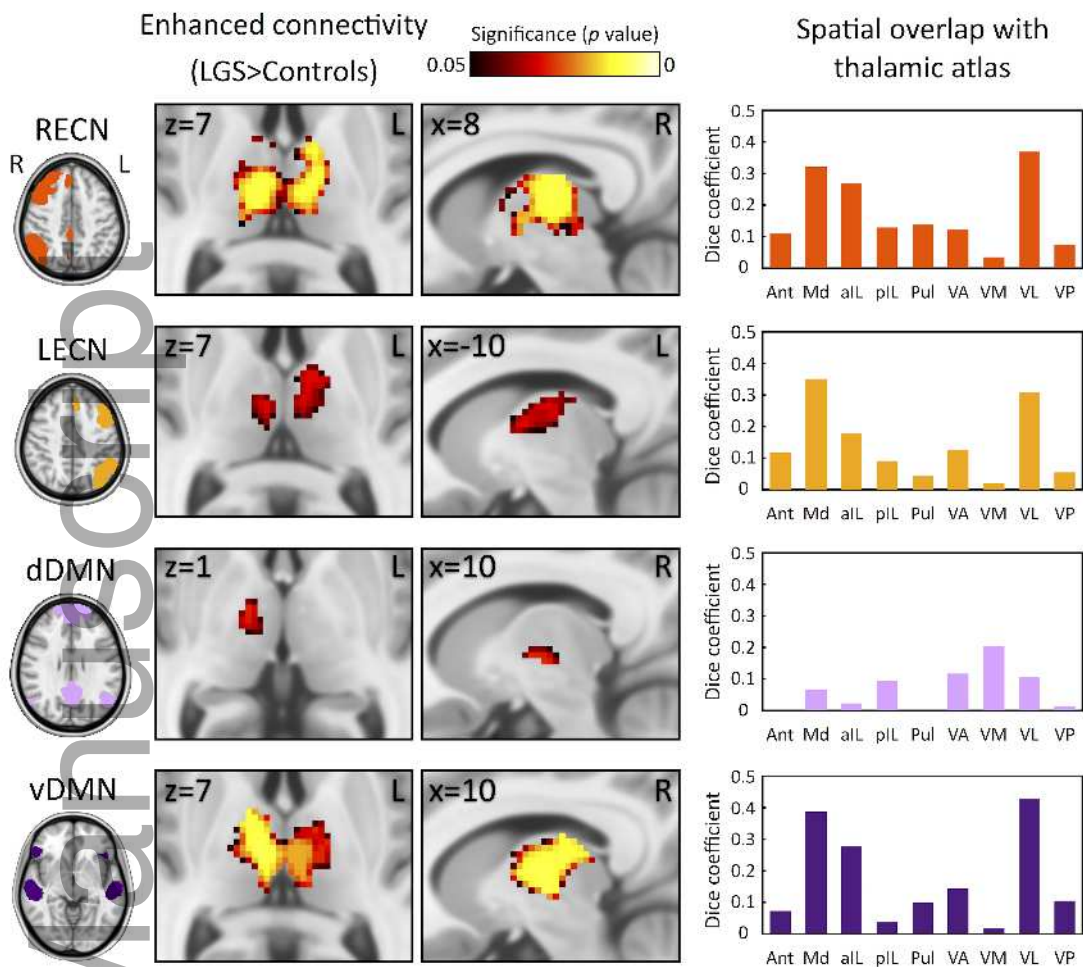 Enhanced connectivity
(LGS>Controls)
Significance (p value)
0.05 0
Spatial overlap with
thalamic atlas
RECN
R L
z=7 L
x=8 R
Dice coefficient
0.5
0.4
0.3
0.2
0.1
0
Ant Md aIL pIL Pul VA VM VL VP
LECN
z=7 L
x=-10 L
Dice coefficient
0.5
0.4
0.3
0.2
0.1
0
Ant Md aIL pIL Pul VA VM VL VP
dDMN
z=1 L
x=10 R
Dice coefficient
0.5
0.4
0.3
0.2
0.1
0
Ant Md aIL pIL Pul VA VM VL VP
vDMN
z=7 L
x=10 R
Dice coefficient
0.5
0.4
0.3
0.2
0.1
0
Ant Md aIL pIL Pul VA VM VL VP